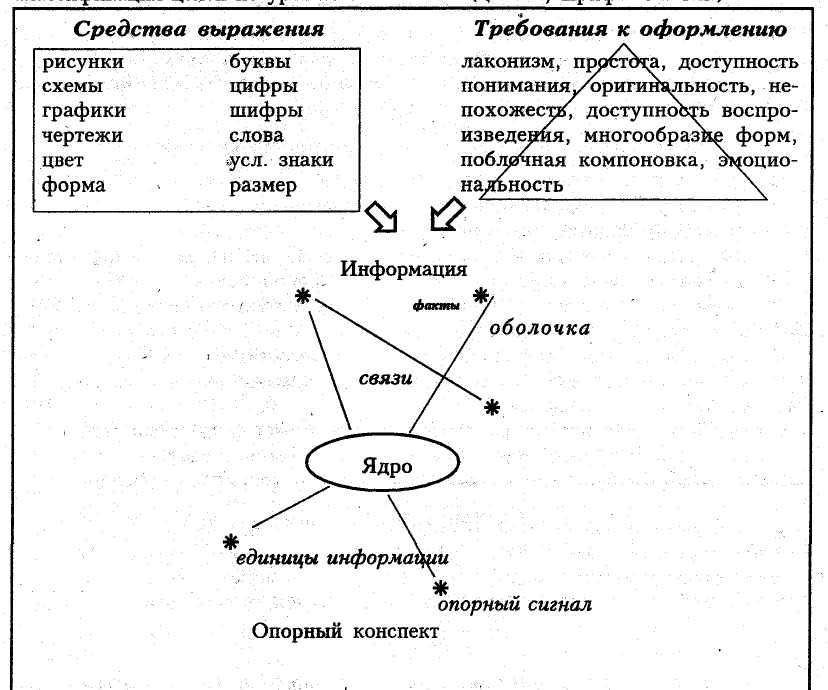 Средства выражения
Требования к оформлению
рисунки буквы
схемы цифры
графики шифры
чертежи слова
цвет усл. знаки
форма размер
лаконизм, простота, доступность
понимания, оригинальность, не-
похожесть, доступность воспро-
изведения, многообразие форм,
поблочная компоновка, эмоцио-
нальность
Информация
факты
оболочка
связи
Ядро
единицы информации
опорный сигнал
Опорный конспект